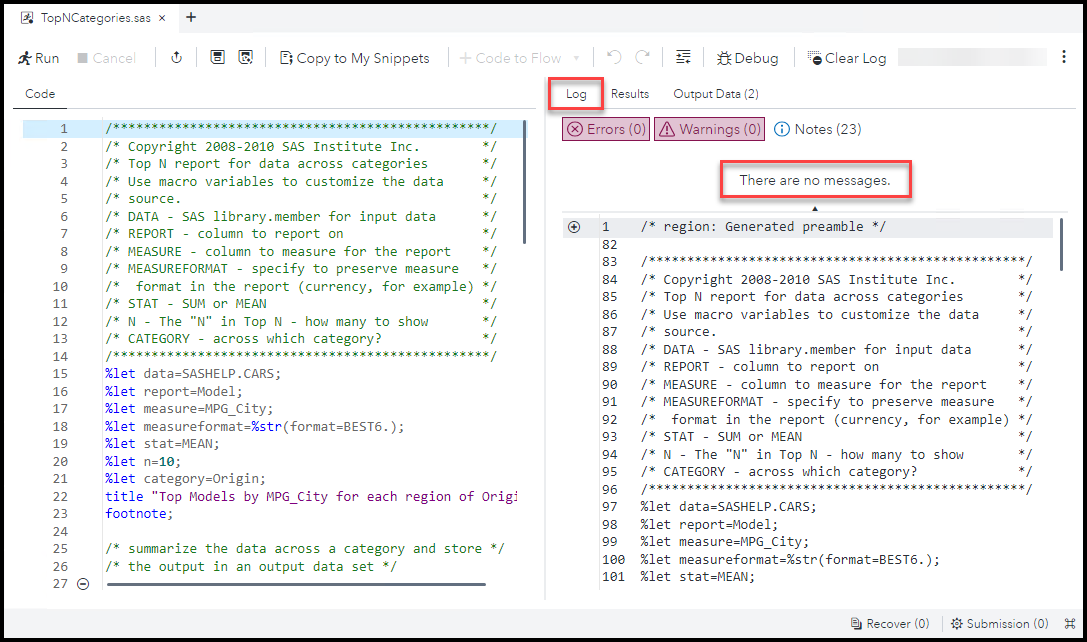 TopNCategories.sas × +
Run Cancel Copy to My Snippets + Code to Flow Debug Clear Log
Code
1 /*************************************************/
2 /* Copyright 2008-2010 SAS Institute Inc. */
3 /* Top N report for data across categories */
4 /* Use macro variables to customize the data */
5 /* source. */
6 /* DATA - SAS library.member for input data */
7 /* REPORT - column to report on */
8 /* MEASURE - column to measure for the report */
9 /* MEASUREFORMAT - specify to preserve measure */
10 /* format in the report (currency, for example) */
11 /* STAT - SUM or MEAN */
12 /* N - The "N" in Top N - how many to show */
13 /* CATEGORY - across which category? */
14 /*************************************************/
15 %let data=SASHELP.CARS;
16 %let report=Model;
17 %let measure=MPG_City;
18 %let measureformat=%str(format=BEST6.);
19 %let stat=MEAN;
20 %let n=10;
21 %let category=Origin;
22 title "Top Models by MPG_City for each region of Origi
23 footnote;
24
25 /* summarize the data across a category and store */
26 /* the output in an output data set */
27
Log Results Output Data (2)
Errors (0) Warnings (0) Notes (23)
There are no messages.
1 /* region: Generated preamble */
82
83 /*************************************************/
84 /* Copyright 2008-2010 SAS Institute Inc. */
85 /* Top N report for data across categories */
86 /* Use macro variables to customize the data */
87 /* source. */
88 /* DATA - SAS library.member for input data */
89 /* REPORT - column to report on */
90 /* MEASURE - column to measure for the report */
91 /* MEASUREFORMAT - specify to preserve measure */
92 /* format in the report (currency, for example) */
93 /* STAT - SUM or MEAN */
94 /* N - The "N" in Top N - how many to show */
95 /* CATEGORY - across which category? */
96 /*************************************************/
97 %let data=SASHELP.CARS;
98 %let report=Model;
99 %let measure=MPG_City;
100 %let measureformat=%str(format=BEST6.);
101 %let stat=MEAN;
Recover (0) Submission (0)